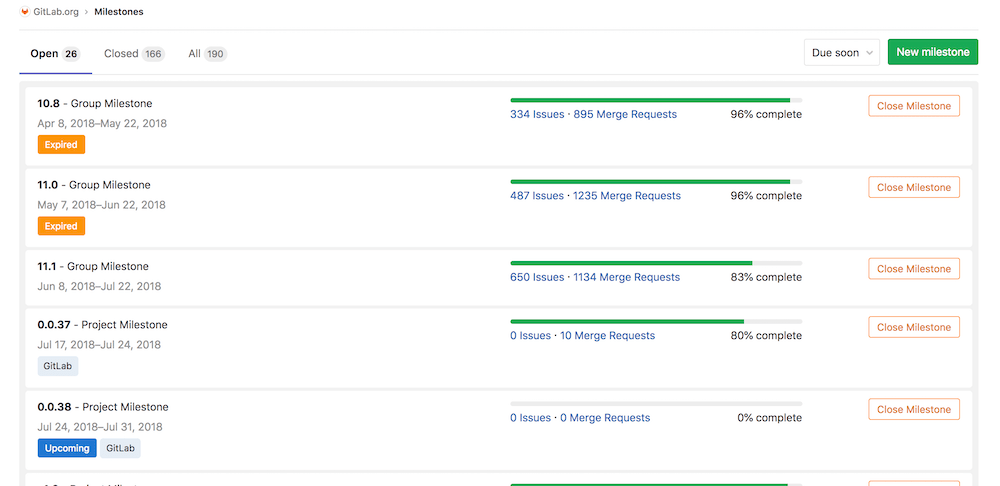 GitLab.org › Milestones
Open 26 Closed 166 All 190 Due soon New milestone
10.8 - Group Milestone
Apr 8, 2018–May 22, 2018
Expired
334 Issues · 895 Merge Requests 96% complete
Close Milestone
11.0 - Group Milestone
May 7, 2018–Jun 22, 2018
Expired
487 Issues · 1235 Merge Requests 96% complete
Close Milestone
11.1 - Group Milestone
Jun 8, 2018–Jul 22, 2018
650 Issues · 1134 Merge Requests 83% complete
Close Milestone
0.0.37 - Project Milestone
Jul 17, 2018–Jul 24, 2018
GitLab
0 Issues · 10 Merge Requests 80% complete
Close Milestone
0.0.38 - Project Milestone
Jul 24, 2018–Jul 31, 2018
Upcoming GitLab
0 Issues · 0 Merge Requests 0% complete
Close Milestone